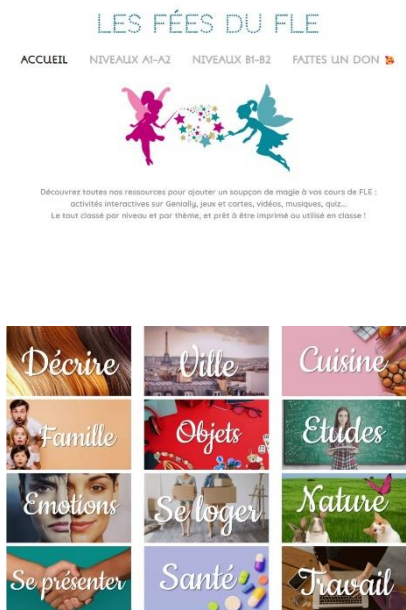 LES FÉES DU FLE
ACCUEIL NIVEAUX A1-A2 NIVEAUX B1-B2 FAITES UN DON
Découvrez toutes nos ressources pour ajouter un soupçon de magie à vos cours de FLE :
activités interactives sur Genially, jeux et cartes, vidéos, musiques, quiz...
Le tout classé par niveau et par thème, et prêt à être imprimé ou utilisé en classe !
Décrire Ville Cuisine
Famille Objets Etudes
Emotions Se loger Nature
Se présenter Santé Travail